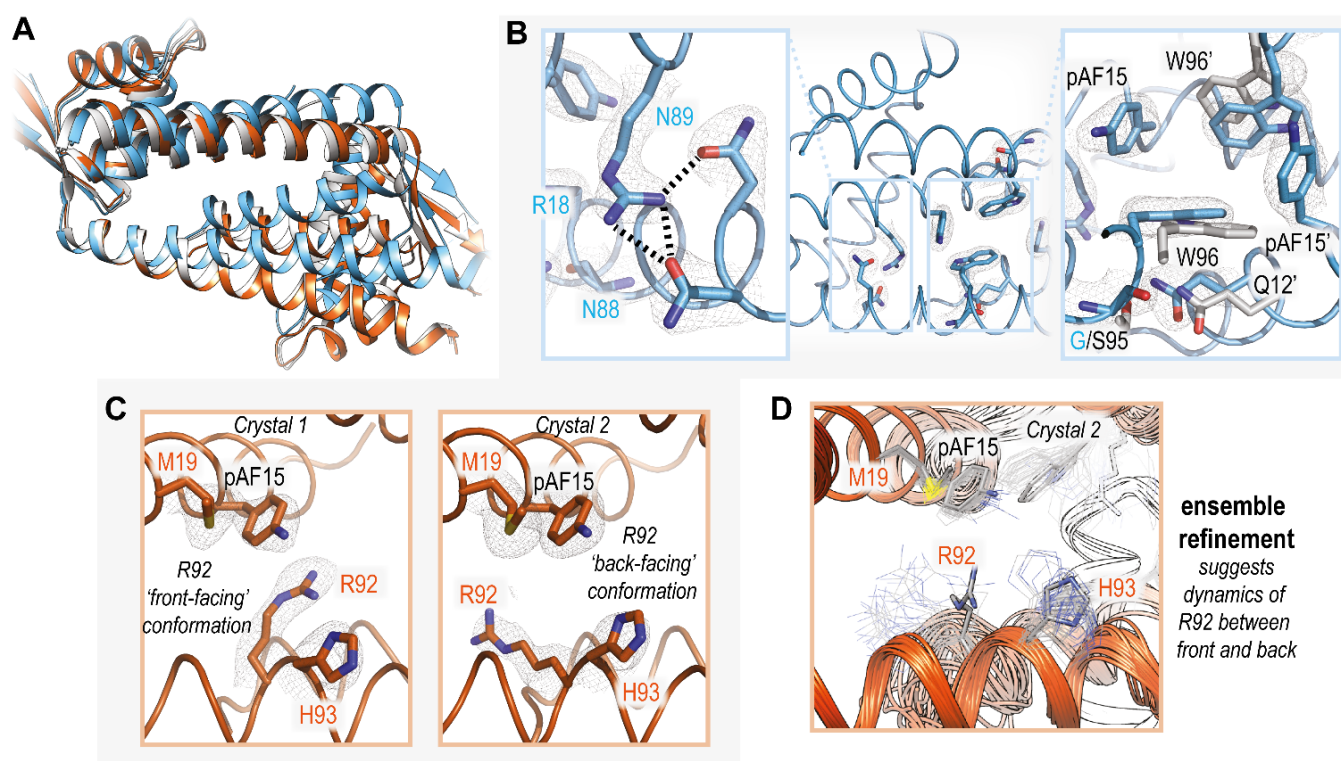 A
B
N89
R18
N88
W96'
pAF15
W96
pAF15'
Q12'
G/S95
C
Crystal 1
M19
pAF15
R92
'front-facing'
conformation
R92
H93
Crystal 2
M19
pAF15
R92
'back-facing'
conformation
R92
H93
D
Crystal 2
pAF15
M19
R92
H93
ensemble
refinement
suggests
dynamics of
R92 between
front and back